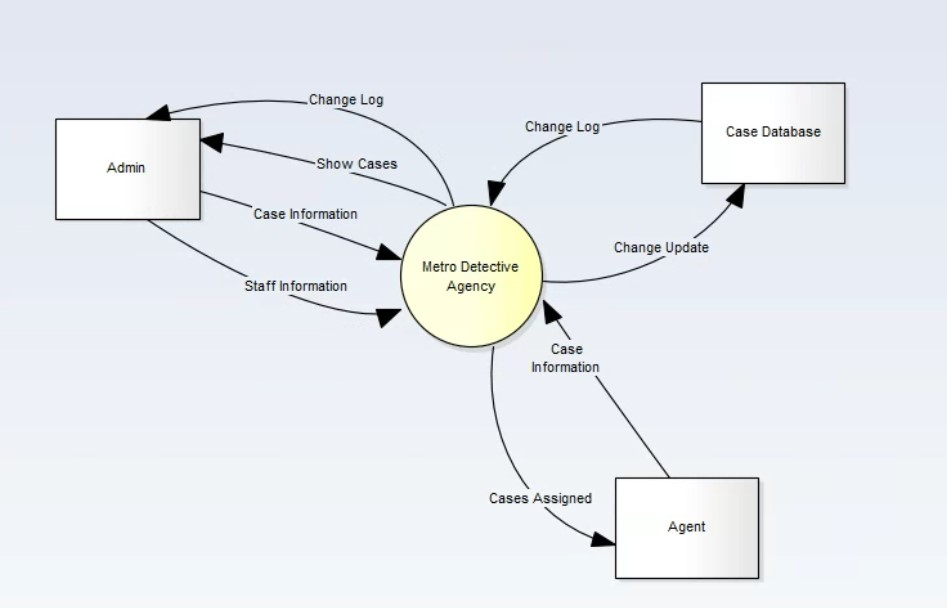 Change Log
Change Log
Case Database
Admin
Show Cases
Case Information
Change Update
Metro Detective
Agency
Staff Information
Case
Information
Cases Assigned
Agent